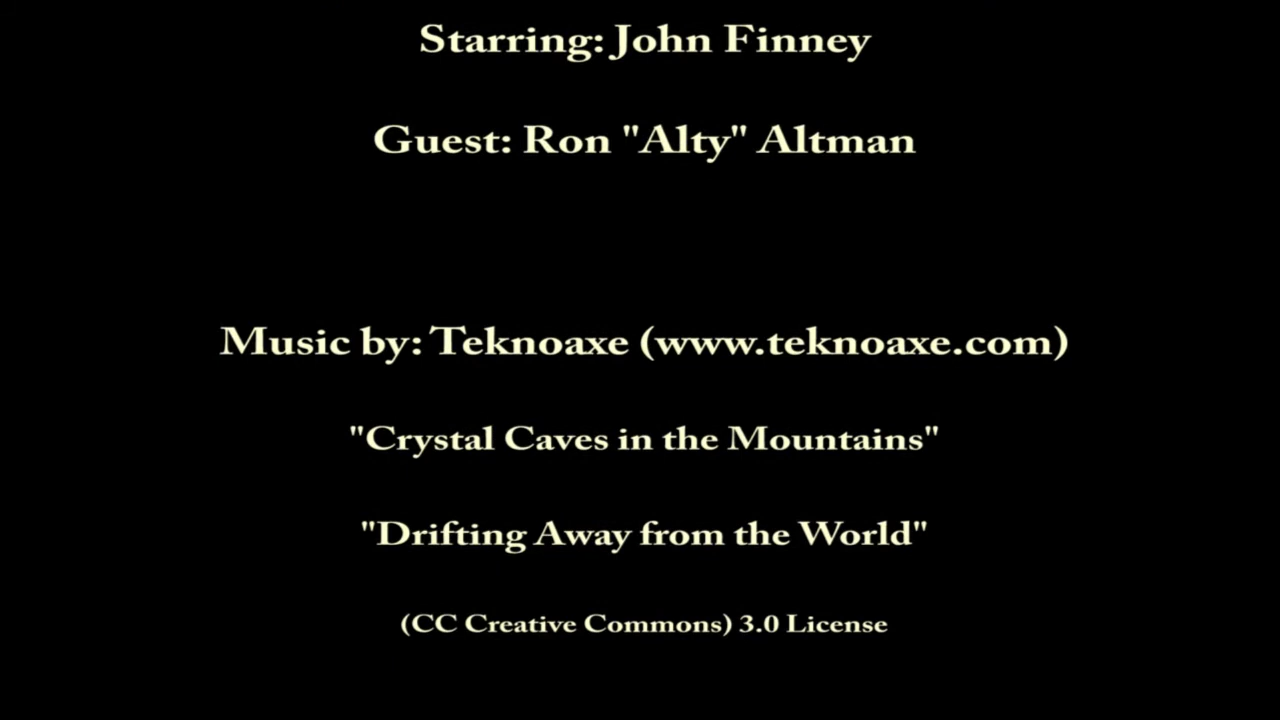 Starring: John Finney
Guest: Ron "Alty" Altman
Music by: Teknoaxe (www.teknoaxe.com)
"Crystal Caves in the Mountains"
"Drifting Away from the World"
(CC Creative Commons) 3.0 License